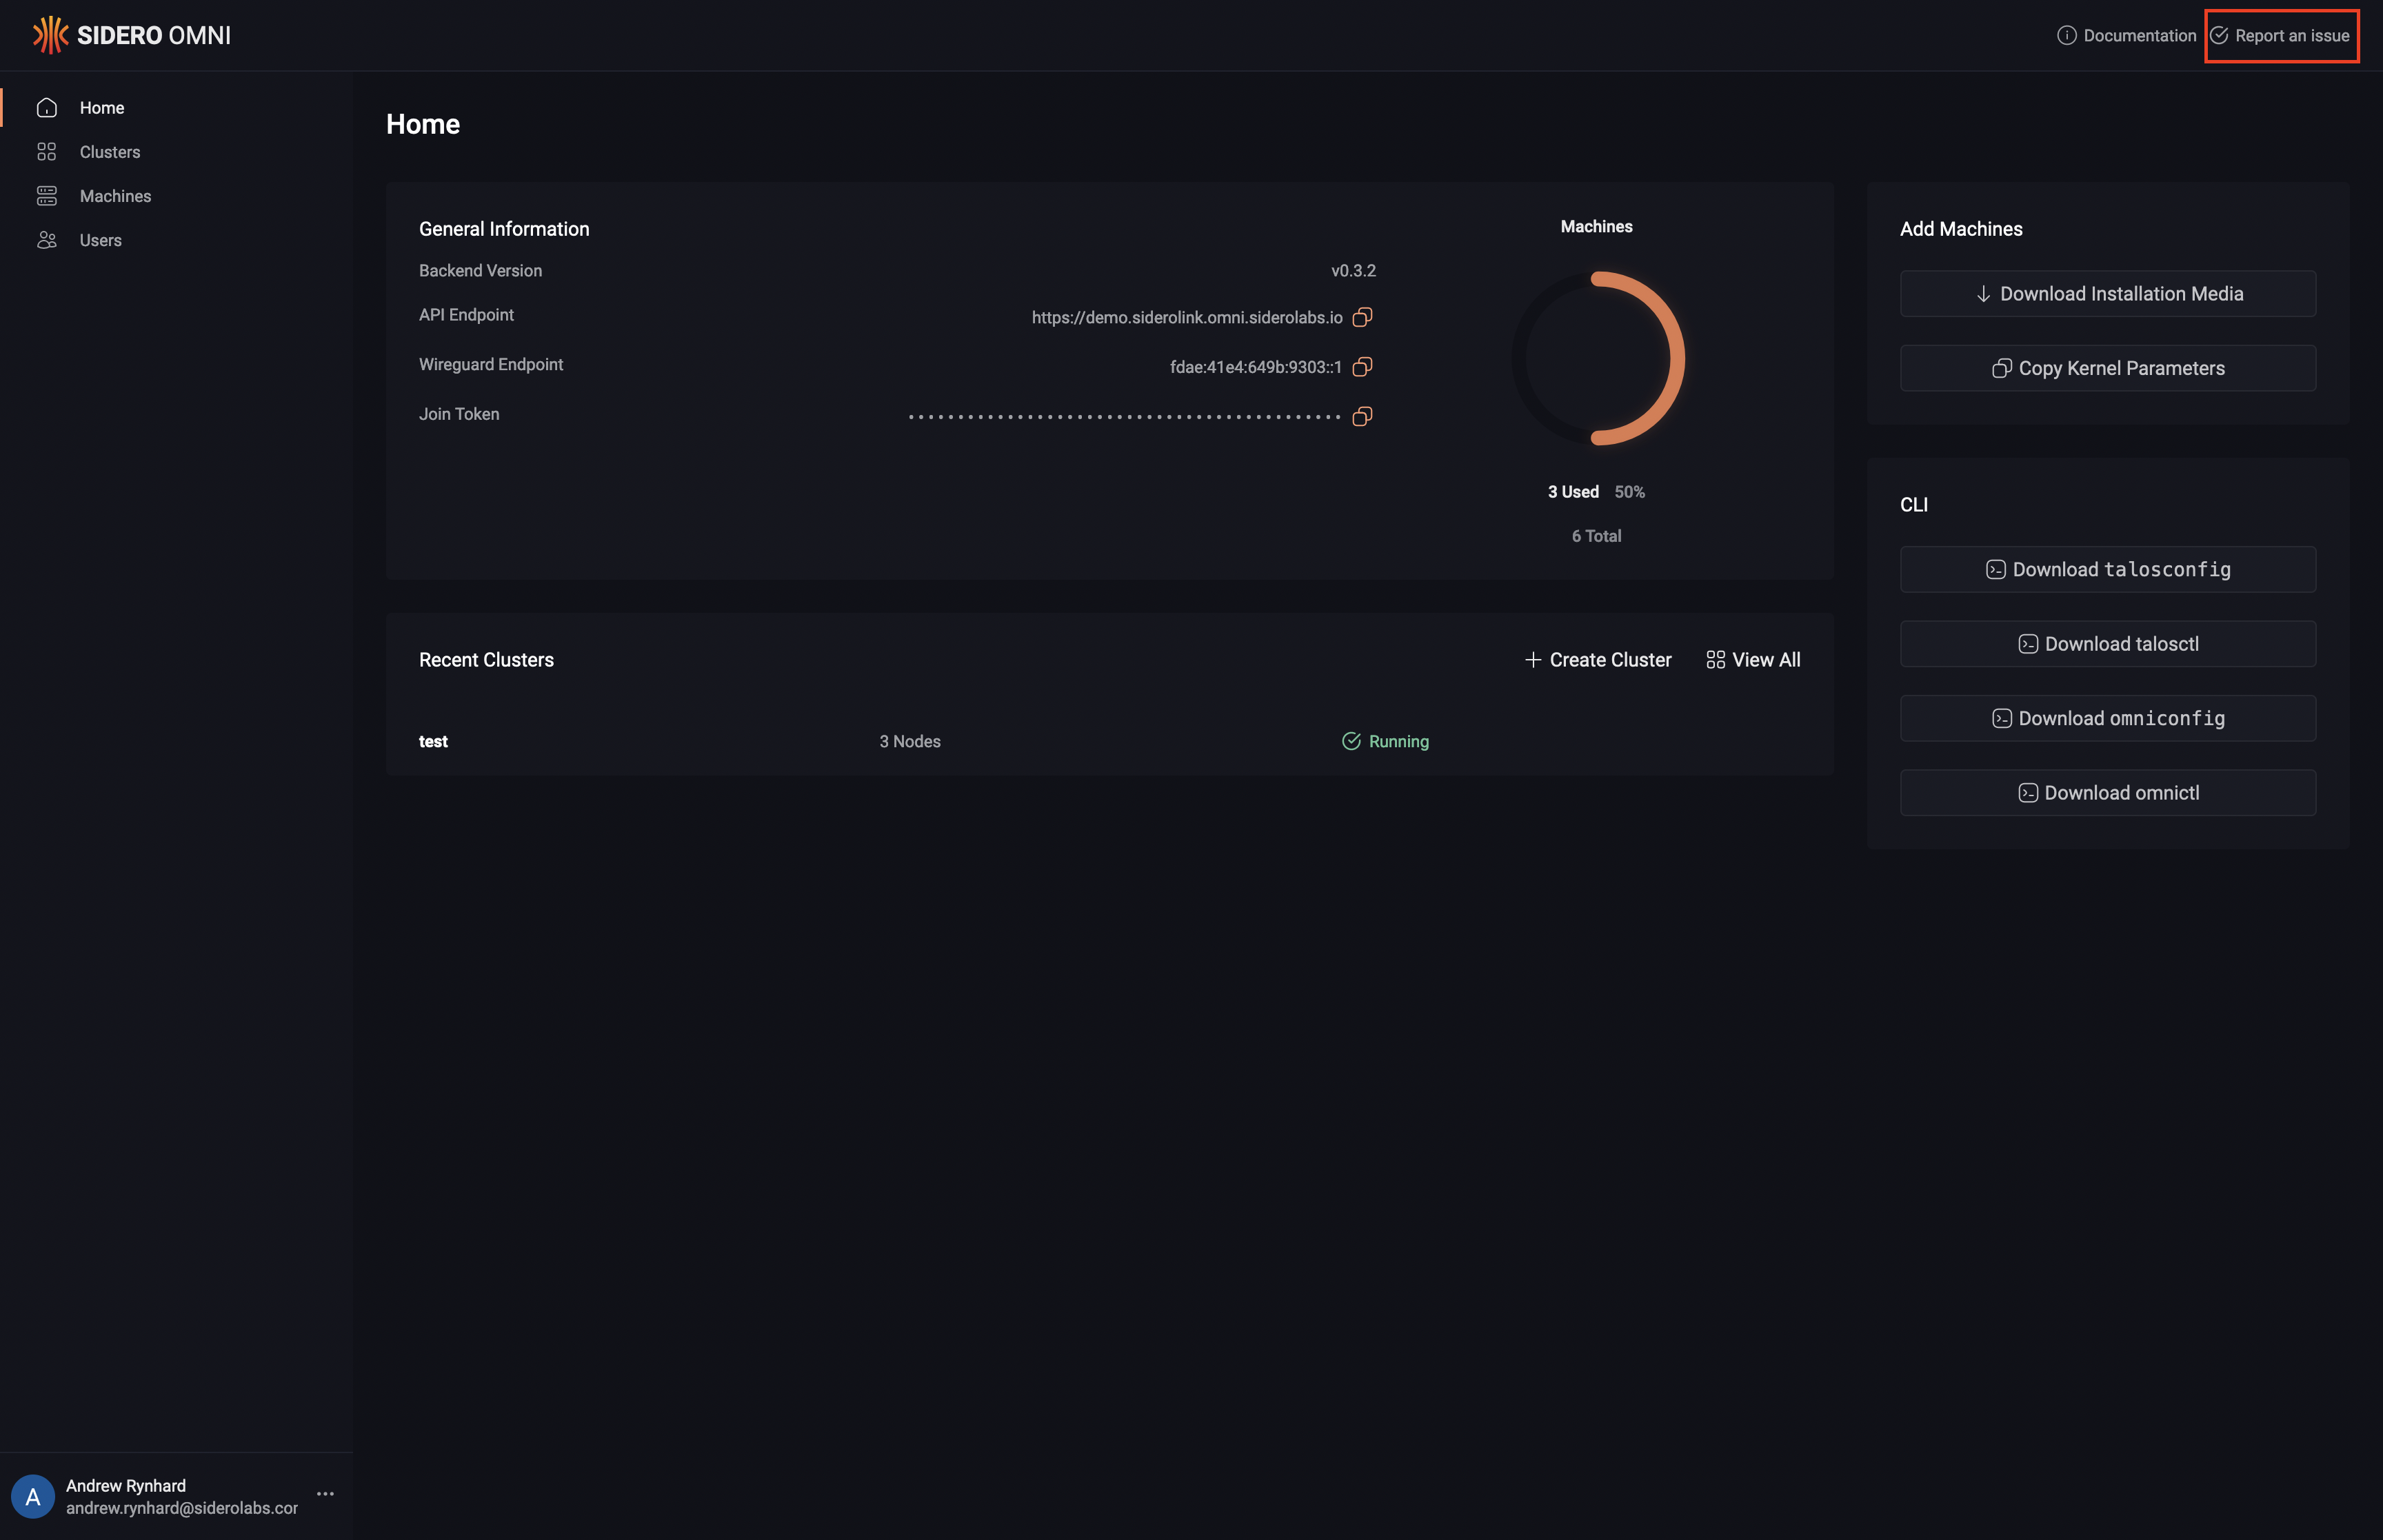 SIDERO OMNI
Documentation
Report an issue
Home
Clusters
Machines
Users
Home
General Information
Backend Version v0.3.2
API Endpoint https://demo.siderolink.omni.siderolabs.io
Wireguard Endpoint fdae:41e4:649b:9303::1
Join Token
Machines
3 Used 50%
6 Total
Add Machines
Download Installation Media
Copy Kernel Parameters
CLI
Download talosconfig
Download talosctl
Download omniconfig
Download omnictl
Recent Clusters
Create Cluster
View All
test 3 Nodes Running
A
Andrew Rynhard
andrew.rynhard@siderolabs.cor